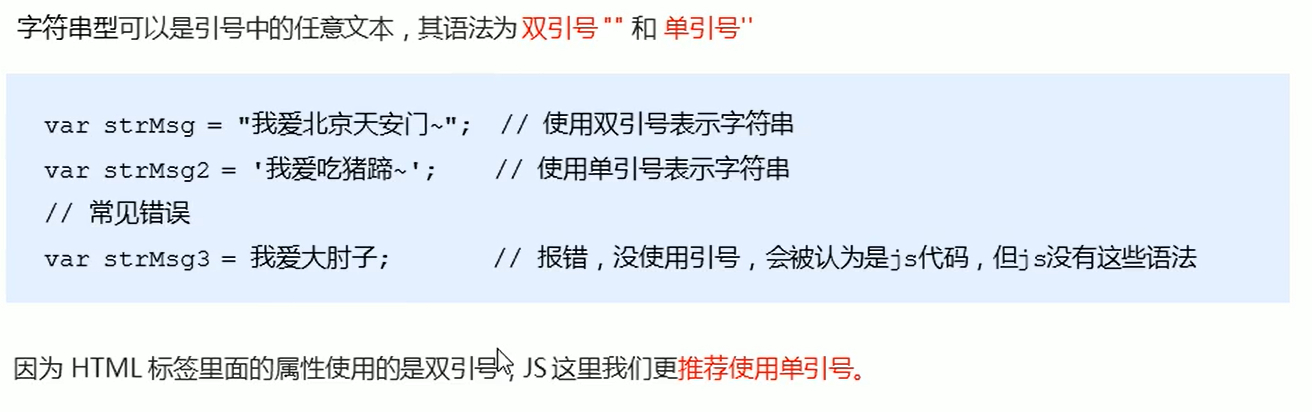 字符串型可以是引号中的任意文本，其语法为 双引号 "" 和 单引号''
var strMsg = "我爱北京天安门~";  // 使用双引号表示字符串
var strMsg2 = '我爱吃猪蹄~';    // 使用单引号表示字符串
// 常见错误
var strMsg3 = 我爱大肘子;       // 报错，没使用引号，会被认为是js代码，但js没有这些语法
因为 HTML 标签里面的属性使用的是双引号，JS 这里我们更推荐使用单引号。